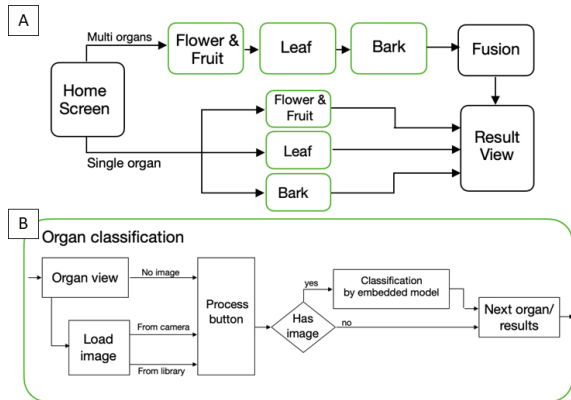 A
Multi organs
Flower &
Fruit
Leaf
Bark
Fusion
Home
Screen
Flower &
Fruit
Leaf
Bark
Single organ
Result
View
B
Organ classification
Organ view
No image
Load
image
From camera
From library
Process
button
Has
image
yes
no
Classification
by embedded model
Next organ/
results